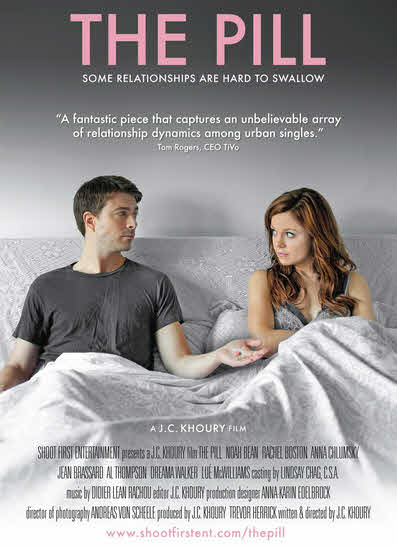 THE PILL
SOME RELATIONSHIPS ARE HARD TO SWALLOW
“A fantastic piece that captures an unbelievable array
of relationship dynamics among urban singles.”
Tom Rogers, CEO TiVo
A J.C. KHOURY FILM
SHOOT FIRST ENTERTAINMENT presents a J.C. KHOURY film THE PILL NOAH BEAN RACHEL BOSTON ANNA CHLUMSKY
JEAN BRASSARD AL THOMPSON DREAMA WALKER LUE McWILLIAMS casting by LINDSAY CHAG, C.S.A.
music by DIDIER LEAN RACHOU editor J.C. KHOURY production designer ANNA-KARIN EDELBROCK
director of photography ANDREAS VON SCHEELE produced by J.C. KHOURY TREVOR HERRICK written & directed by J.C. KHOURY
www.shootfirstent.com/thepill